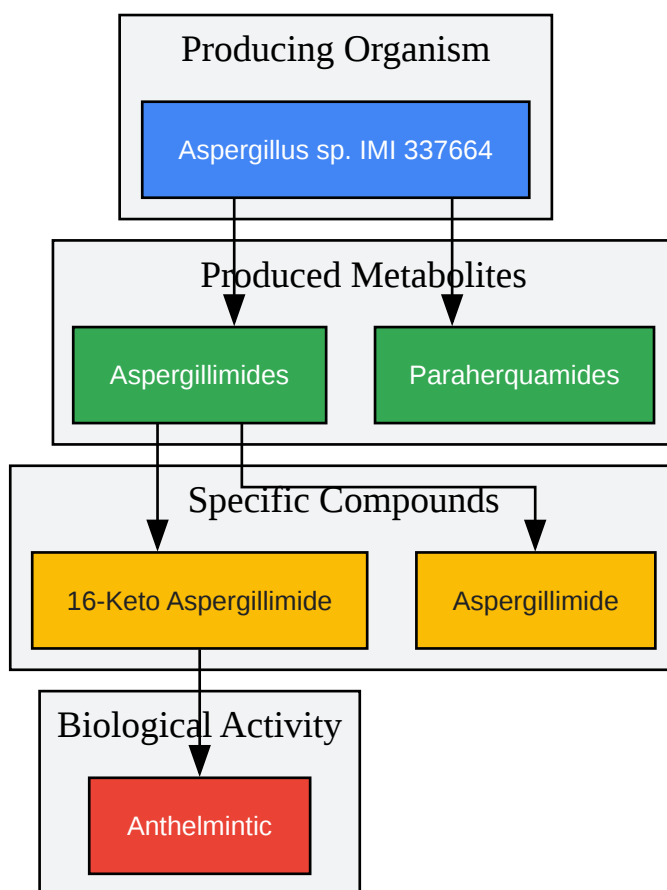 Producing Organism
Aspergillus sp. IMI 337664
Produced Metabolites
Aspergillimides
Paraherquamides
Specific Compounds
16-Keto Aspergillimide
Aspergillimide
Biological Activity
Anthelmintic